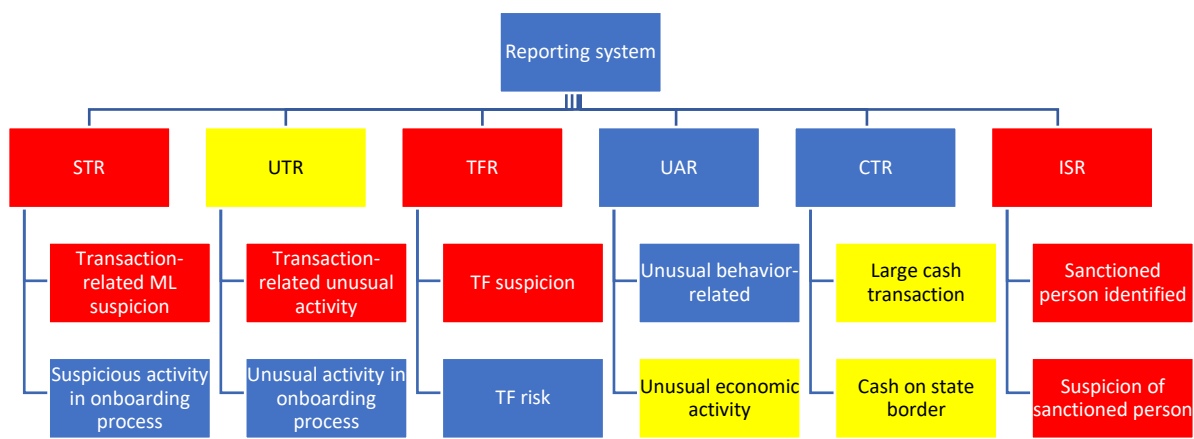 Reporting system
STR
UTR
TFR
UAR
CTR
ISR
Transaction-
related ML
suspicion
Transaction-
related unusual
activity
TF suspicion
Unusual behavior-
related
Large cash
transaction
Sanctioned
person identified
Suspicious activity
in onboarding
process
Unusual activity in
onboarding
process
TF risk
Unusual economic
activity
Cash on state
border
Suspicion of
sanctioned person